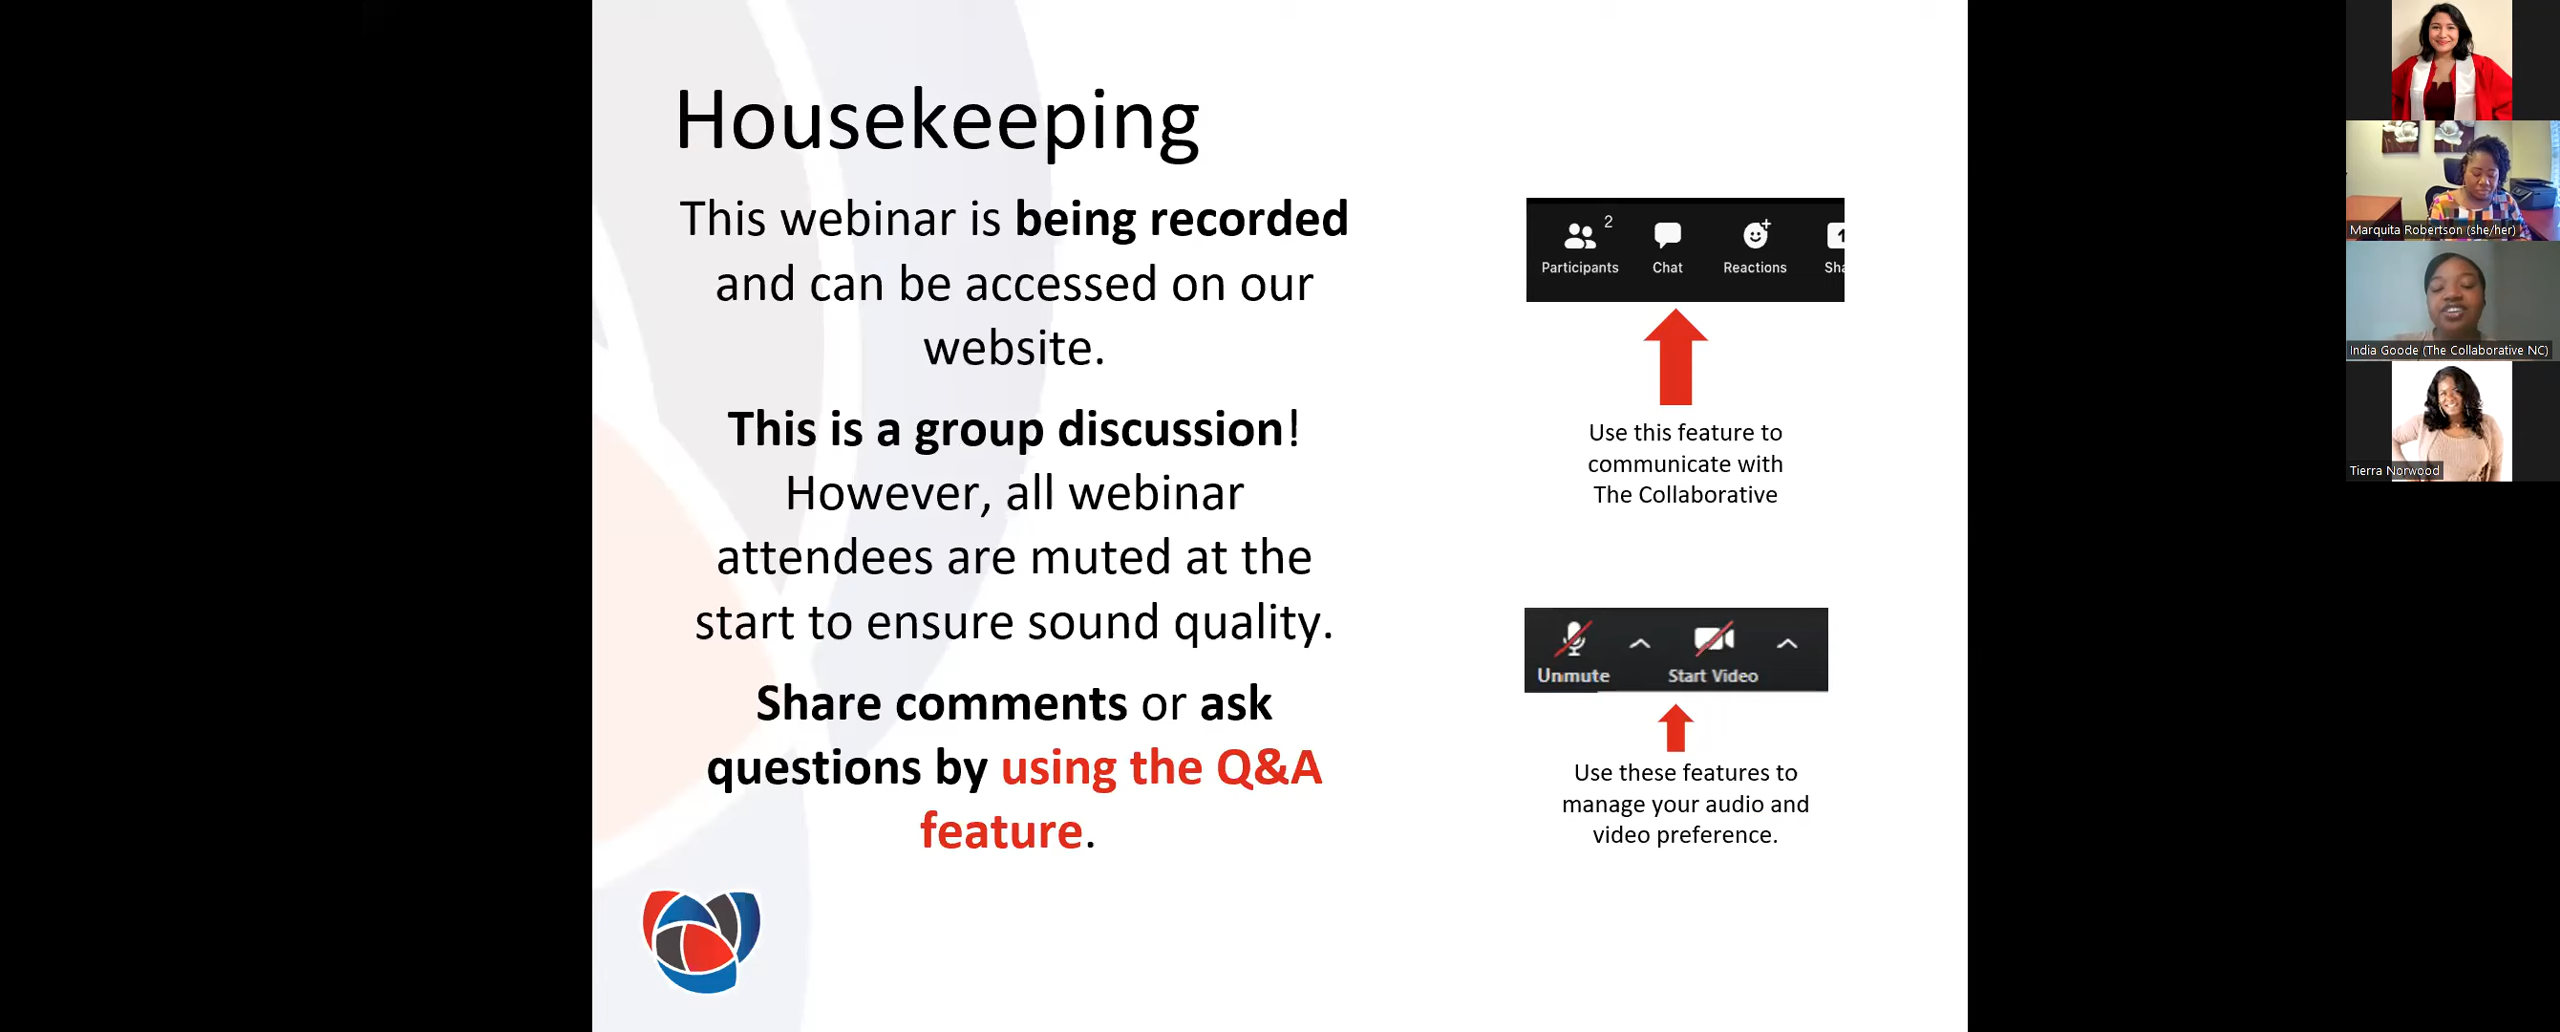 Housekeeping
This webinar is being recorded
and can be accessed on our
website.
This is a group discussion!
However, all webinar
attendees are muted at the
start to ensure sound quality.
Share comments or ask
questions by using the Q&A
feature.
2
Participants Chat Reactions Sha
Use this feature to
communicate with
The Collaborative
Unmute Start Video
Use these features to
manage your audio and
video preference.
Marquita Robertson (she/her)
India Goode (The Collaborative NC)
Tierra Norwood